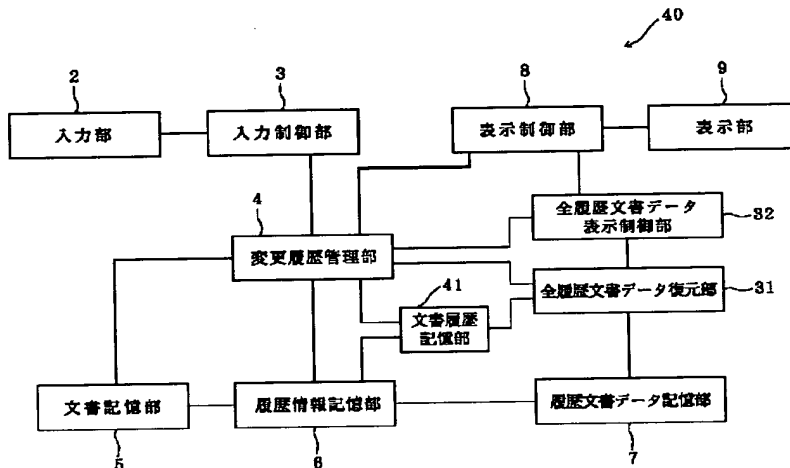 40
2
3
8
9
入力部
入力制御部
表示制御部
表示部
4
全履歴文書データ
表示制御部
32
変更履歴管理部
41
全履歴文書データ復元部
31
文書履歴
記憶部
文書記憶部
履歴情報記憶部
履歴文書データ記憶部
5
6
7